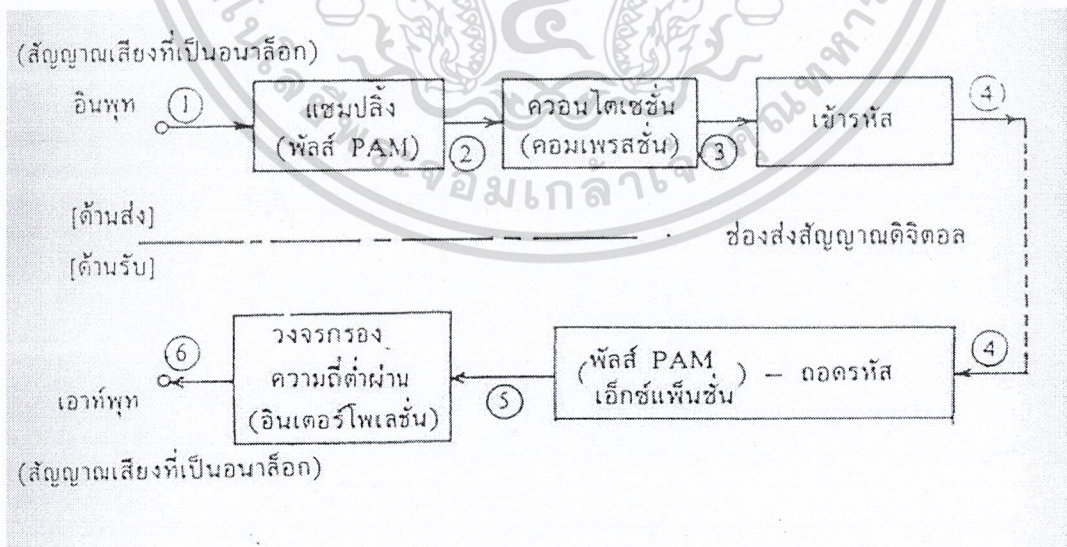 (สัญญาณเสียงที่เป็นอนาล็อก)
อินพุท ①
แซมปลิ้ง
(พัลส์ PAM)
②
ควอนไตเซชั่น
(คอมเพรสชั่น)
③
เข้ารหัส
④
[ด้านส่ง]
ช่องส่งสัญญาณดิจิตอล
[ด้านรับ]
④
(พัลส์ PAM
เอ็กซ์แพ็นชั่น) – ถอดรหัส
⑤
วงจรกรอง
ความถี่ต่ำผ่าน
(อินเตอร์โพเลชั่น)
⑥
เอาท์พุท
(สัญญาณเสียงที่เป็นอนาล็อก)